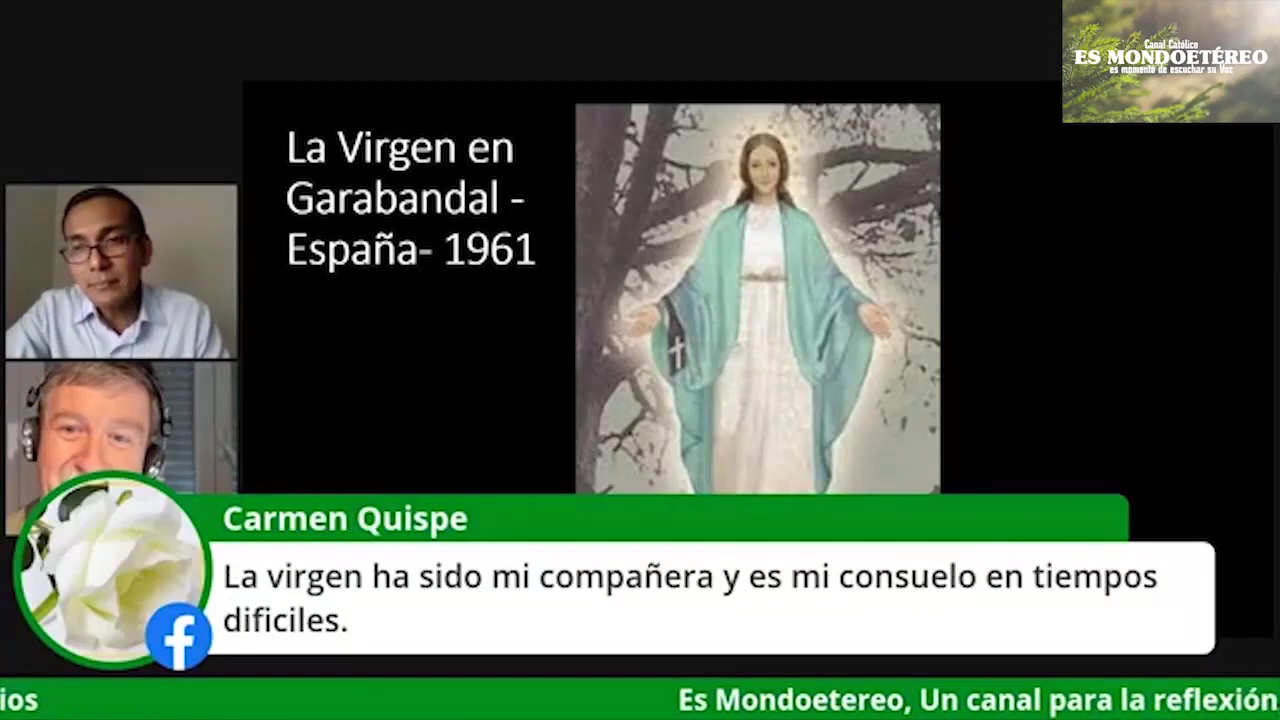 Canal Católico
ES MONDOETÉREO
es momento de escuchar su Voz
La Virgen en
Garabandal -
España- 1961
Carmen Quispe
La virgen ha sido mi compañera y es mi consuelo en tiempos
dificiles.
ios
Es Mondoetereo, Un canal para la reflexión